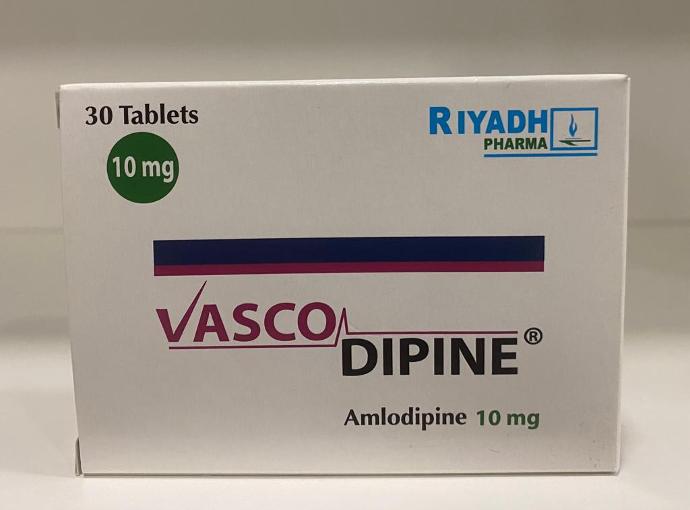 30 Tablets
10 mg
RIYADH
PHARMA
VASCO
DIPINE®
Amlodipine 10 mg